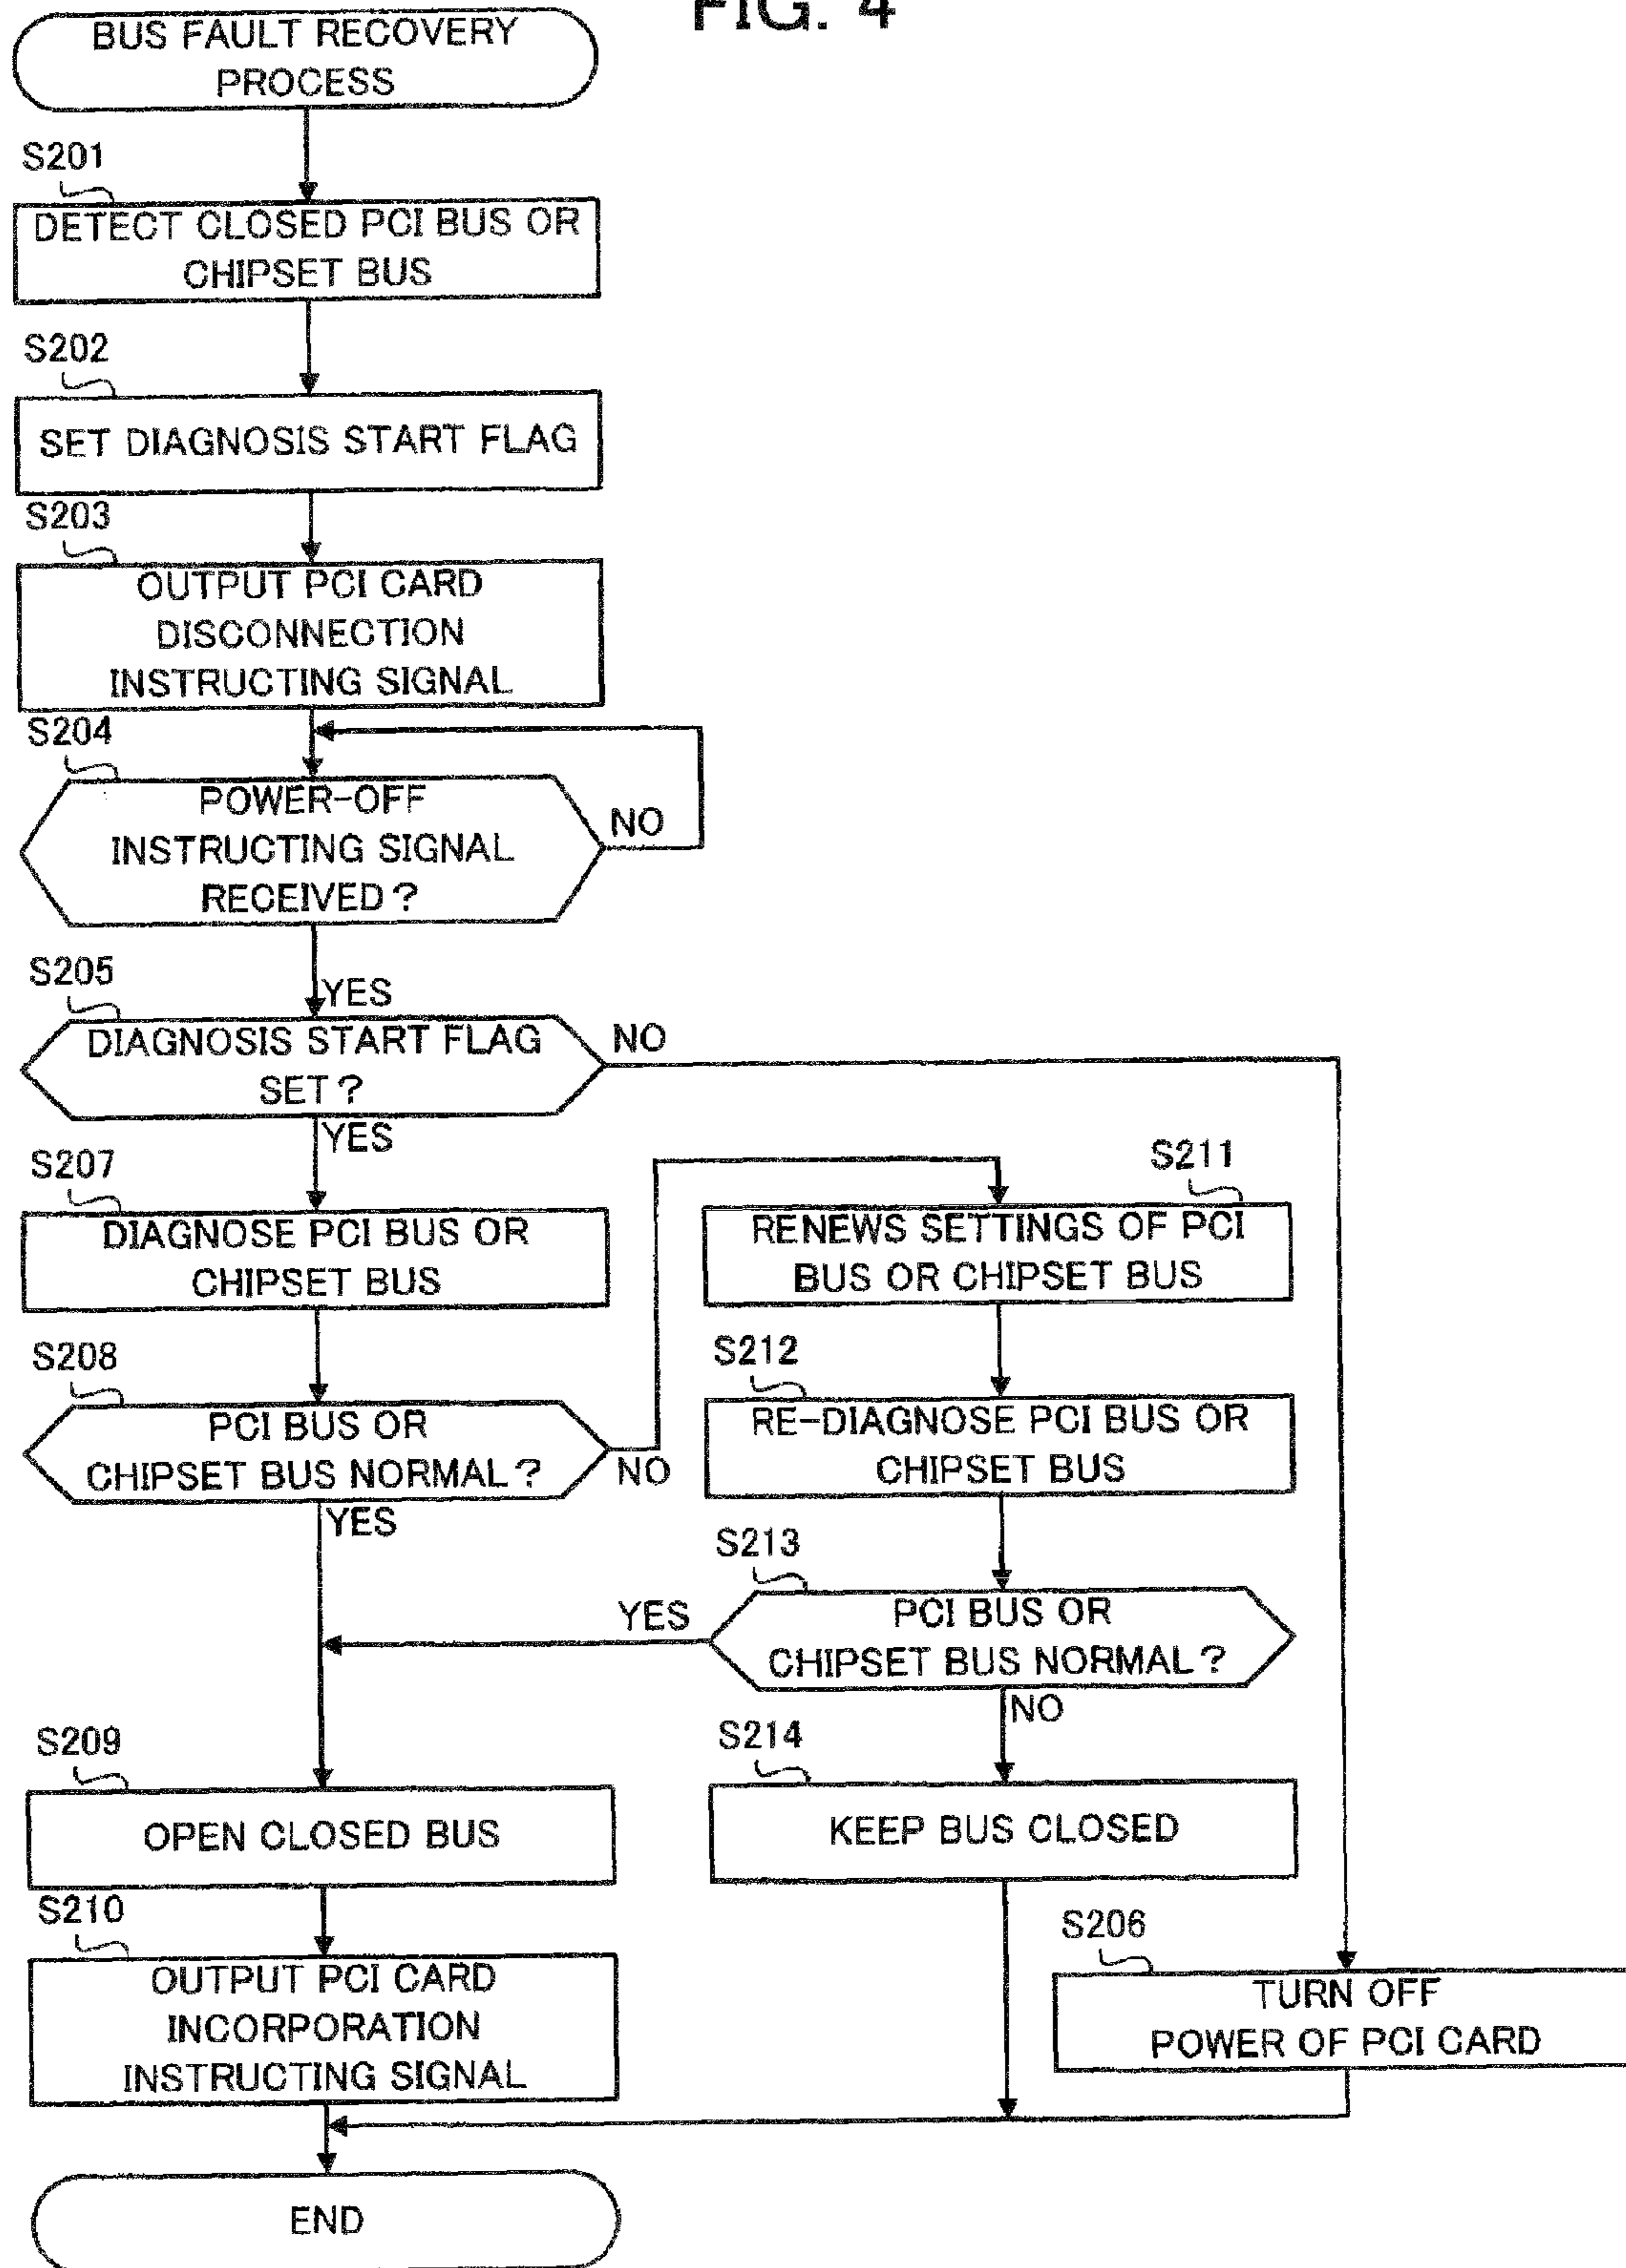 FIG. 4
BUS FAULT RECOVERY
PROCESS
S201
DETECT CLOSED PCI BUS OR
CHIPSET BUS
S202
SET DIAGNOSIS START FLAG
S203
OUTPUT PCI CARD
DISCONNECTION
INSTRUCTING SIGNAL
S204
POWER-OFF
INSTRUCTING SIGNAL
RECEIVED?
NO
YES
S205
DIAGNOSIS START FLAG
SET?
NO
YES
S207
DIAGNOSE PCI BUS OR
CHIPSET BUS
S208
PCI BUS OR
CHIPSET BUS NORMAL?
NO
YES
S211
RENEWS SETTINGS OF PCI
BUS OR CHIPSET BUS
S212
RE-DIAGNOSE PCI BUS OR
CHIPSET BUS
S213
PCI BUS OR
CHIPSET BUS NORMAL?
YES
NO
S209
OPEN CLOSED BUS
S214
KEEP BUS CLOSED
S210
OUTPUT PCI CARD
INCORPORATION
INSTRUCTING SIGNAL
S206
TURN OFF
POWER OF PCI CARD
END